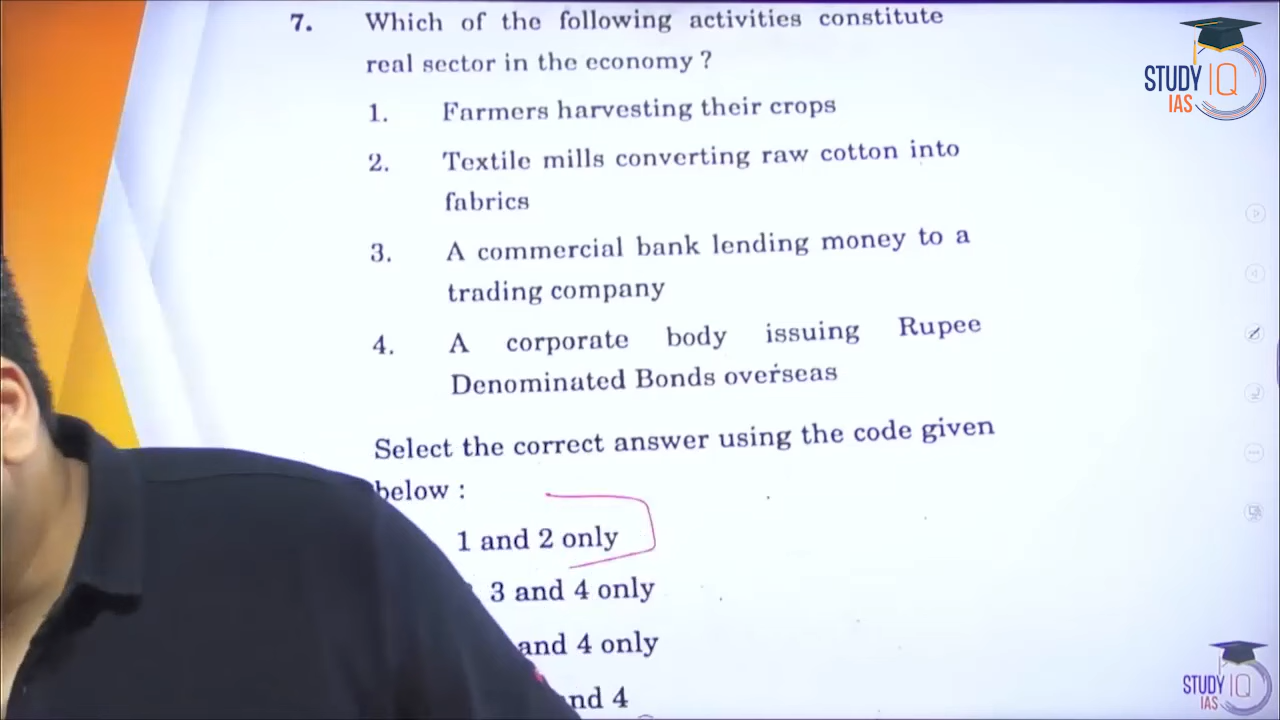 7. Which of the following activities constitute
real sector in the economy ?
1. Farmers harvesting their crops
2. Textile mills converting raw cotton into
fabrics
3. A commercial bank lending money to a
trading company
4. A corporate body issuing Rupee
Denominated Bonds overseas
Select the correct answer using the code given
below :
1 and 2 only
3 and 4 only
and 4 only
and 4
STUDY IQ
IAS
STUDY IQ
IAS